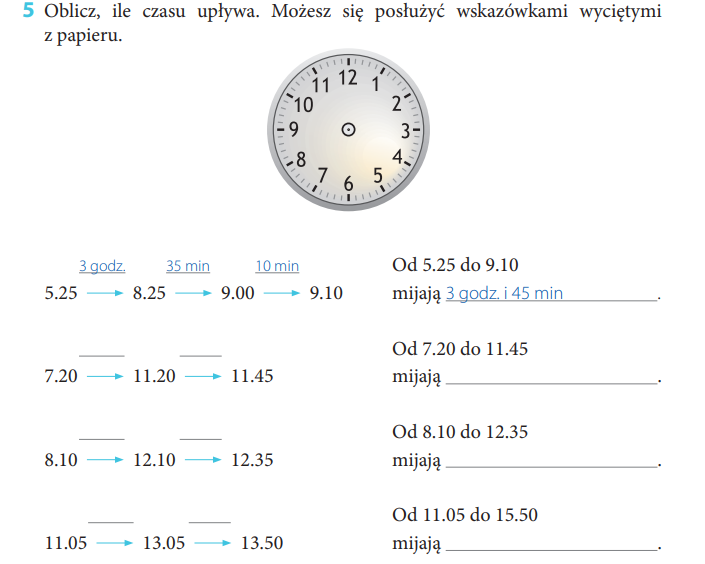 5 Oblicz, ile czasu upływa. Możesz się posłużyć wskazówkami wyciętymi
z papieru.
12
11 1
10 2
9 3
8 4
7 5
6
3 godz. 35 min 10 min
5.25 8.25 9.00 9.10
Od 5.25 do 9.10
mijają 3 godz. i 45 min.
7.20 11.20 11.45
Od 7.20 do 11.45
mijają .
8.10 12.10 12.35
Od 8.10 do 12.35
mijają .
11.05 13.05 13.50
Od 11.05 do 15.50
mijają .